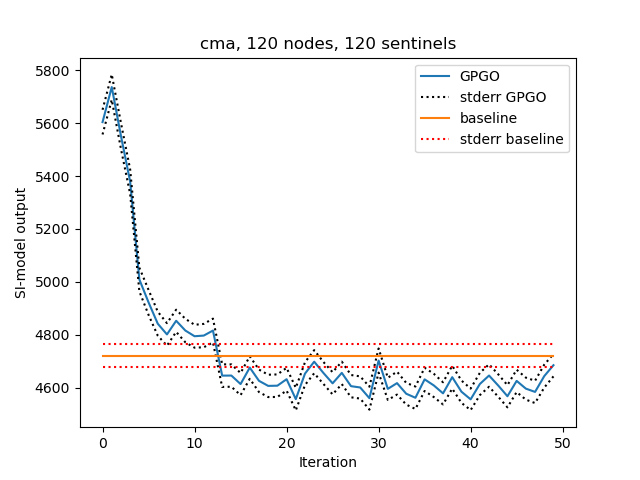 cma, 120 nodes, 120 sentinels
GPGO
stderr GPGO
baseline
stderr baseline
SI-model output
5800
5600
5400
5200
5000
4800
4600
0 10 20 30 40 50
Iteration